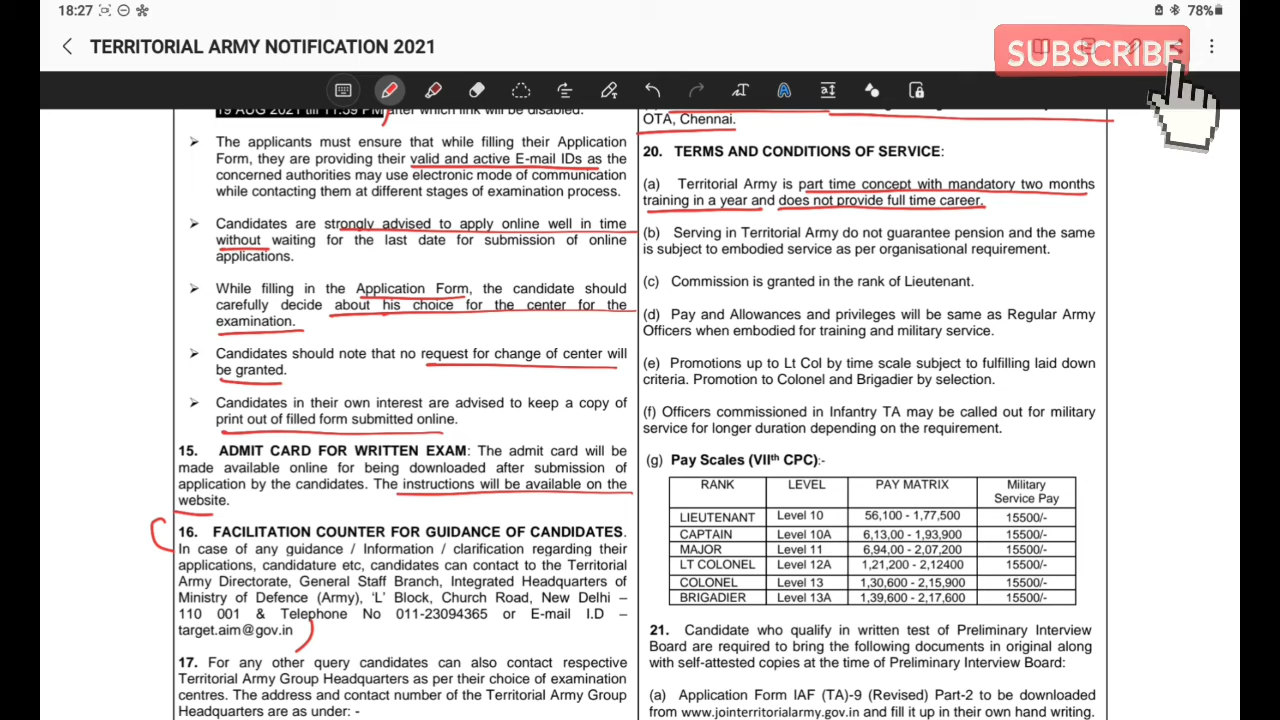 18:27
78%
TERRITORIAL ARMY NOTIFICATION 2021
SUBSCRIBE
19 AUG 2021 till 11:59 PM after which link will be disabled.
➢ The applicants must ensure that while filling their Application
Form, they are providing their valid and active E-mail IDs as the
concerned authorities may use electronic mode of communication
while contacting them at different stages of examination process.
➢ Candidates are strongly advised to apply online well in time
without waiting for the last date for submission of online
applications.
➢ While filling in the Application Form, the candidate should
carefully decide about his choice for the center for the
examination.
➢ Candidates should note that no request for change of center will
be granted.
➢ Candidates in their own interest are advised to keep a copy of
print out of filled form submitted online.
15. ADMIT CARD FOR WRITTEN EXAM: The admit card will be
made available online for being downloaded after submission of
application by the candidates. The instructions will be available on the
website.
16. FACILITATION COUNTER FOR GUIDANCE OF CANDIDATES.
In case of any guidance / Information / clarification regarding their
applications, candidature etc, candidates can contact to the Territorial
Army Directorate, General Staff Branch, Integrated Headquarters of
Ministry of Defence (Army), 'L' Block, Church Road, New Delhi –
110 001 & Telephone No 011-23094365 or E-mail I.D –
target.aim@gov.in
17. For any other query candidates can also contact respective
Territorial Army Group Headquarters as per their choice of examination
centres. The address and contact number of the Territorial Army Group
Headquarters are as under: -
OTA, Chennai.
20. TERMS AND CONDITIONS OF SERVICE:
(a) Territorial Army is part time concept with mandatory two months
training in a year and does not provide full time career.
(b) Serving in Territorial Army do not guarantee pension and the same
is subject to embodied service as per organisational requirement.
(c) Commission is granted in the rank of Lieutenant.
(d) Pay and Allowances and privileges will be same as Regular Army
Officers when embodied for training and military service.
(e) Promotions up to Lt Col by time scale subject to fulfilling laid down
criteria. Promotion to Colonel and Brigadier by selection.
(f) Officers commissioned in Infantry TA may be called out for military
service for longer duration depending on the requirement.
(g) Pay Scales (VIIth CPC):-
RANK LEVEL PAY MATRIX Military Service Pay
LIEUTENANT Level 10 56,100 - 1,77,500 15500/-
CAPTAIN Level 10A 6,13,00 - 1,93,900 15500/-
MAJOR Level 11 6,94,00 - 2,07,200 15500/-
LT COLONEL Level 12A 1,21,200 - 2,12400 15500/-
COLONEL Level 13 1,30,600 - 2,15,900 15500/-
BRIGADIER Level 13A 1,39,600 - 2,17,600 15500/-
21. Candidate who qualify in written test of Preliminary Interview
Board are required to bring the following documents in original along
with self-attested copies at the time of Preliminary Interview Board:
(a) Application Form IAF (TA)-9 (Revised) Part-2 to be downloaded
from www.jointerritorialarmy.gov.in and fill it up in their own hand writing.